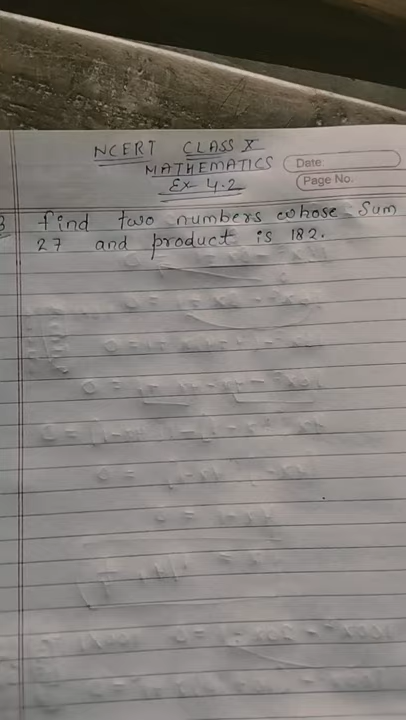 NCERT CLASS X
MATHEMATICS
Ex 4.2
Date
Page No.
3 find two numbers whose sum
27 and product is 182.